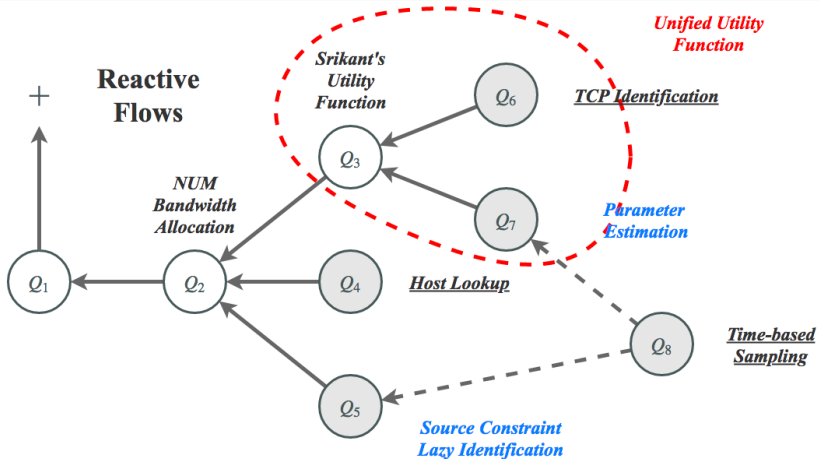 Unified Utility
Function
Srikant's
Utility
Function
Reactive
Flows
+
Q6
TCP Identification
Q3
NUM
Bandwidth
Allocation
Q7
Parameter
Estimation
Q1
Q2
Q4
Host Lookup
Q8
Time-based
Sampling
Q5
Source Constraint
Lazy Identification